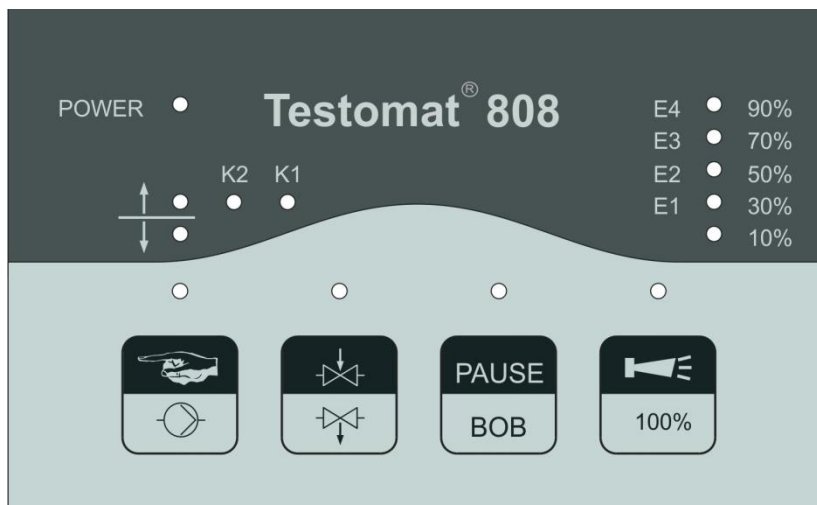 POWER
Testomat® 808
E4 90%
E3 70%
E2 50%
E1 30%
10%
K2 K1
PAUSE
BOB
100%